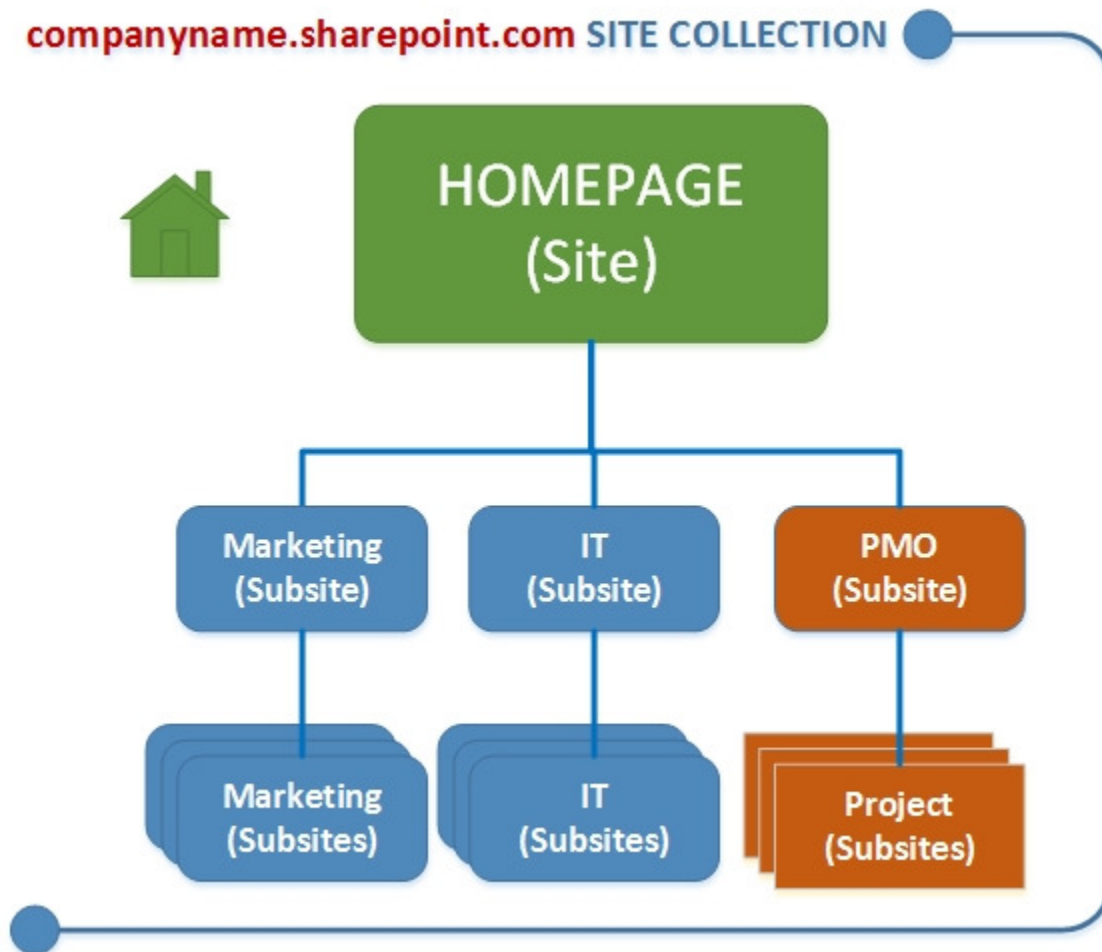 companyname.sharepoint.com SITE COLLECTION
HOMEPAGE
(Site)
Marketing
(Subsite)
IT
(Subsite)
PMO
(Subsite)
Marketing
(Subsites)
IT
(Subsites)
Project
(Subsites)